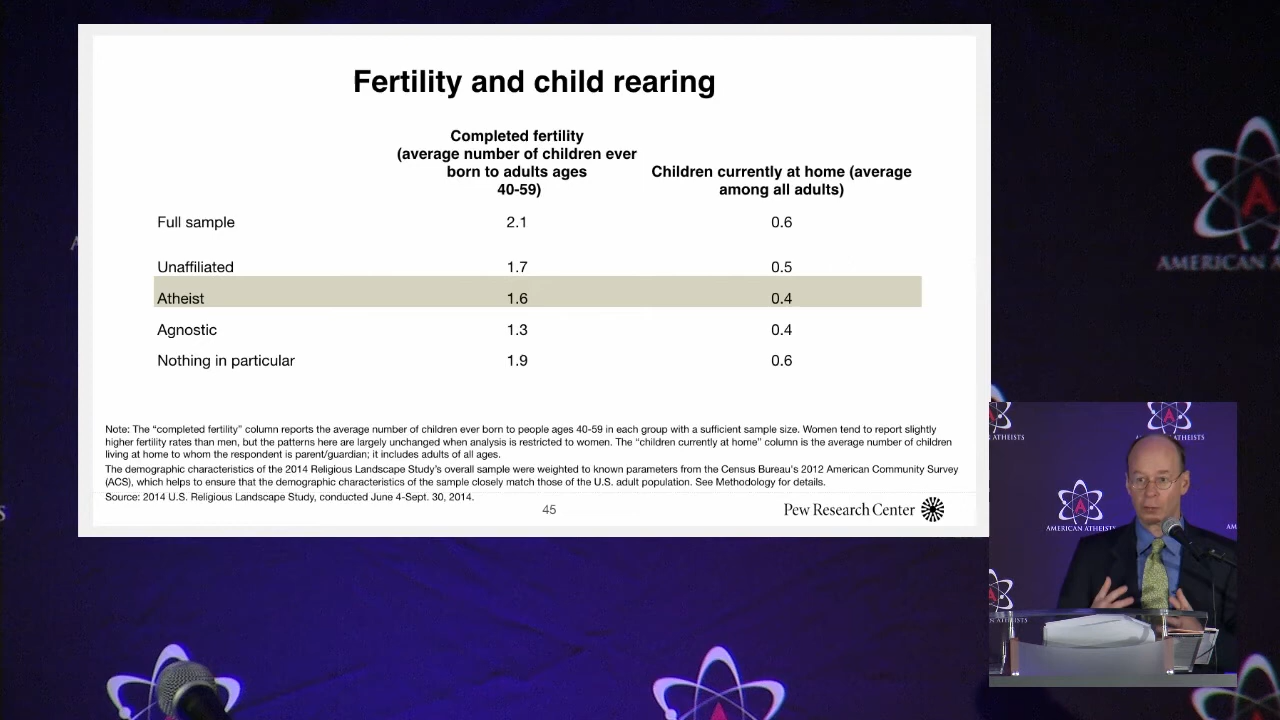 Fertility and child rearing
Completed fertility
(average number of children ever
born to adults ages
40-59)
Children currently at home (average
among all adults)
Full sample 2.1 0.6
Unaffiliated 1.7 0.5
Atheist 1.6 0.4
Agnostic 1.3 0.4
Nothing in particular 1.9 0.6
Note: The “completed fertility” column reports the average number of children ever born to people ages 40-59 in each group with a sufficient sample size. Women tend to report slightly
higher fertility rates than men, but the patterns here are largely unchanged when analysis is restricted to women. The “children currently at home” column is the average number of children
living at home to whom the respondent is parent/guardian; it includes adults of all ages.
The demographic characteristics of the 2014 Religious Landscape Study's overall sample were weighted to known parameters from the Census Bureau's 2012 American Community Survey
(ACS), which helps to ensure that the demographic characteristics of the sample closely match those of the U.S. adult population. See Methodology for details.
Source: 2014 U.S. Religious Landscape Study, conducted June 4-Sept. 30, 2014.
45
Pew Research Center
A
AMERICAN A
AMERICAN ATHEISTS